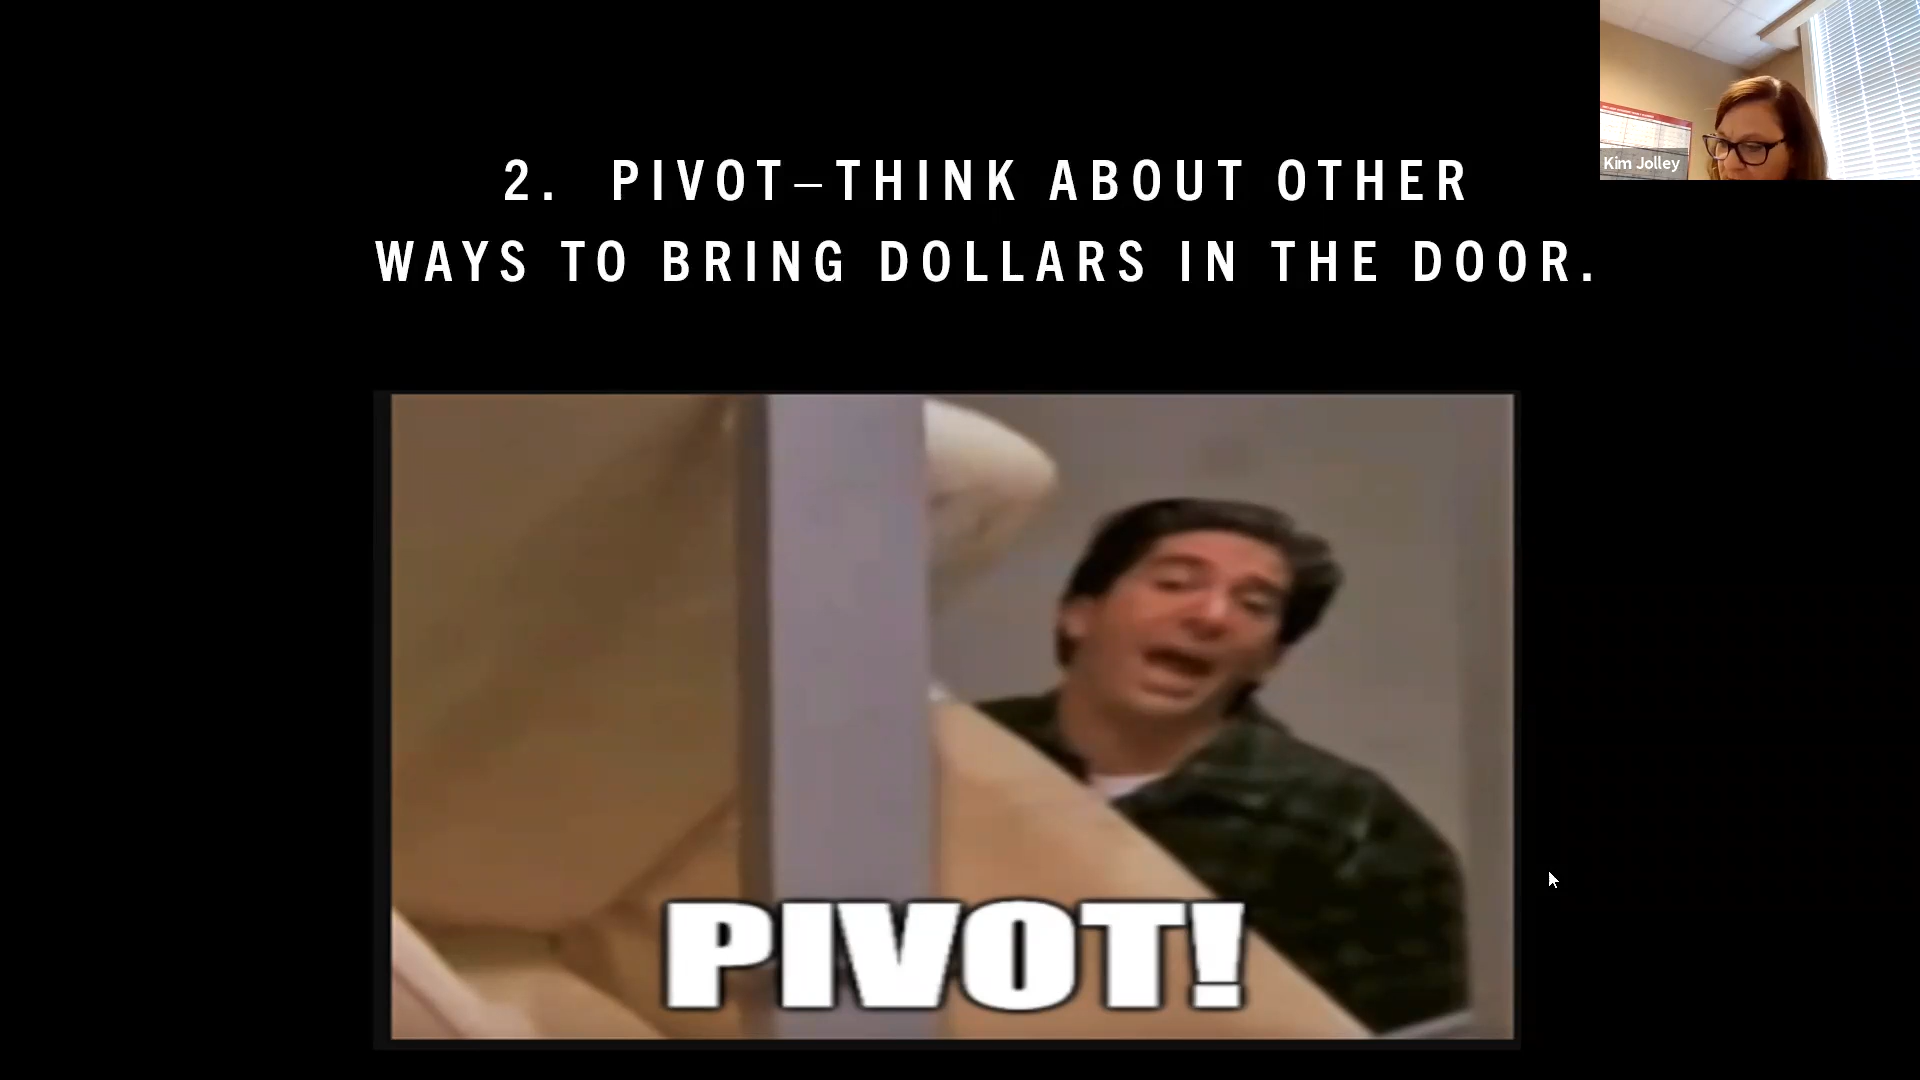 2. PIVOT–THINK ABOUT OTHER
WAYS TO BRING DOLLARS IN THE DOOR.
Kim Jolley
PIVOT!